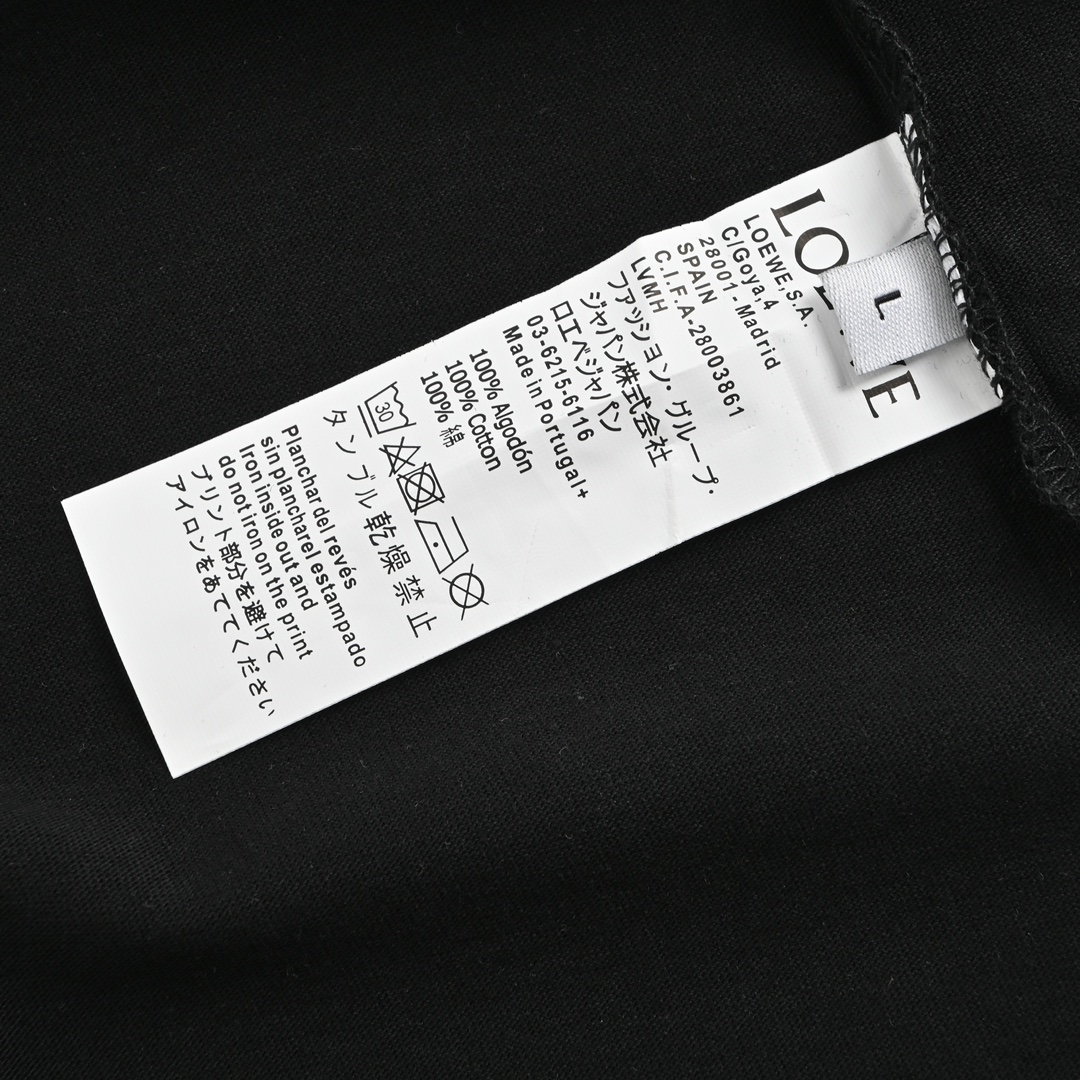 LOEWE
L
LOEWE,S.A.
C/Goya,4
28001-Madrid
SPAIN
C.I.F.A-28003861
LVMH
ファッション・グループ・
ジャパン株式会社
ロエベジャパン
03-6215-6116
Made in Portugal+
100% Algodón
100% Cotton
100% 綿
30
タンブル乾燥禁止
Planchar del revés
sin plancharel estampado
Iron inside out and
do not iron on the print
プリント部分を避けて
アイロンをあててください